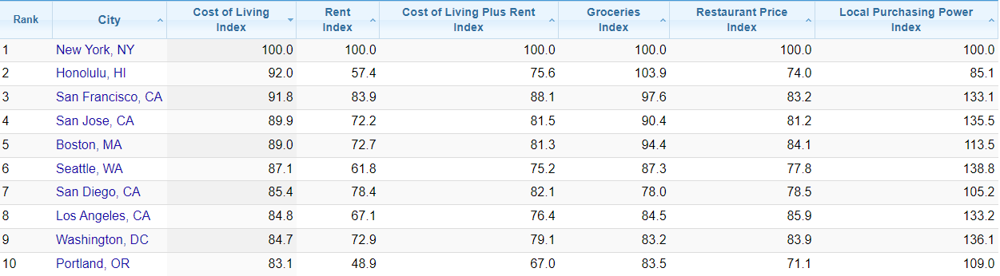 Rank City Cost of Living Index Rent Index Cost of Living Plus Rent Index Groceries Index Restaurant Price Index Local Purchasing Power Index
1 New York, NY 100.0 100.0 100.0 100.0 100.0 100.0
2 Honolulu, HI 92.0 57.4 75.6 103.9 74.0 85.1
3 San Francisco, CA 91.8 83.9 88.1 97.6 83.2 133.1
4 San Jose, CA 89.9 72.2 81.5 90.4 81.2 135.5
5 Boston, MA 89.0 72.7 81.3 94.4 84.1 113.5
6 Seattle, WA 87.1 61.8 75.2 87.3 77.8 138.8
7 San Diego, CA 85.4 78.4 82.1 78.0 78.5 105.2
8 Los Angeles, CA 84.8 67.1 76.4 84.5 85.9 133.2
9 Washington, DC 84.7 72.9 79.1 83.2 83.9 136.1
10 Portland, OR 83.1 48.9 67.0 83.5 71.1 109.0